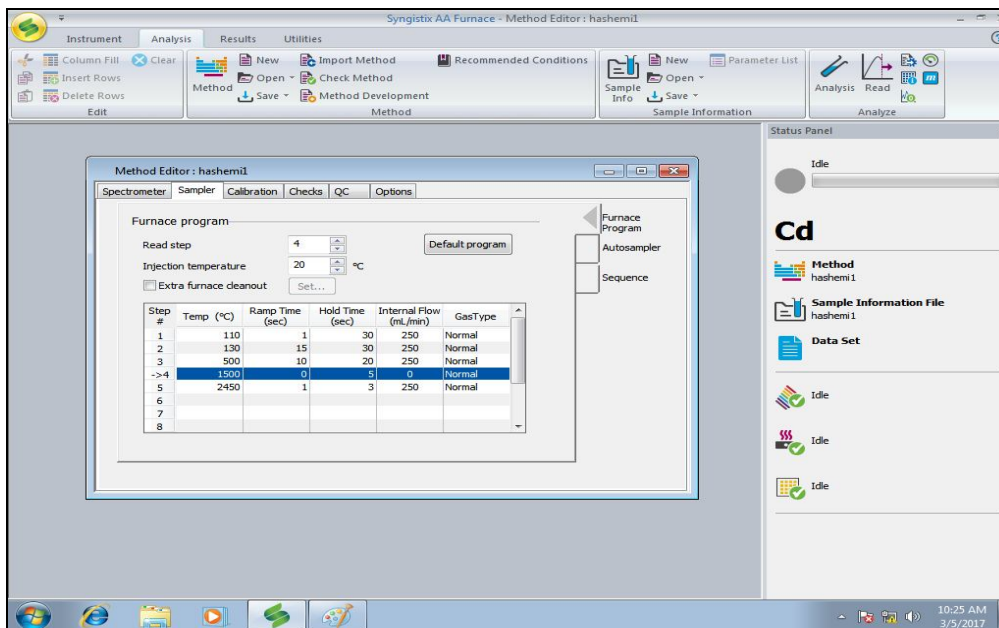 Syngistix AA Furnace - Method Editor : hashemi1
Instrument Analysis Results Utilities
Column Fill Clear
Insert Rows
Delete Rows
Edit
Method
New Import Method Recommended Conditions
Open Check Method
Save Method Development
Method
Sample Info
New Parameter List
Open
Save
Sample Information
Analysis Read
Analyze
Status Panel
Idle
Cd
Method
hashemi1
Sample Information File
hashemi1
Data Set
Idle
Idle
Idle
Method Editor : hashemi1
Spectrometer Sampler Calibration Checks QC Options
Furnace program
Read step 4 Default program
Injection temperature 20 ºC
Extra furnace cleanout Set...
Furnace Program
Autosampler
Sequence
Step # Temp (ºC) Ramp Time (sec) Hold Time (sec) Internal Flow (mL/min) GasType
1 110 1 30 250 Normal
2 130 15 30 250 Normal
3 500 10 20 250 Normal
->4 1500 0 5 0 Normal
5 2450 1 3 250 Normal
6
7
8
10:25 AM
3/5/2017